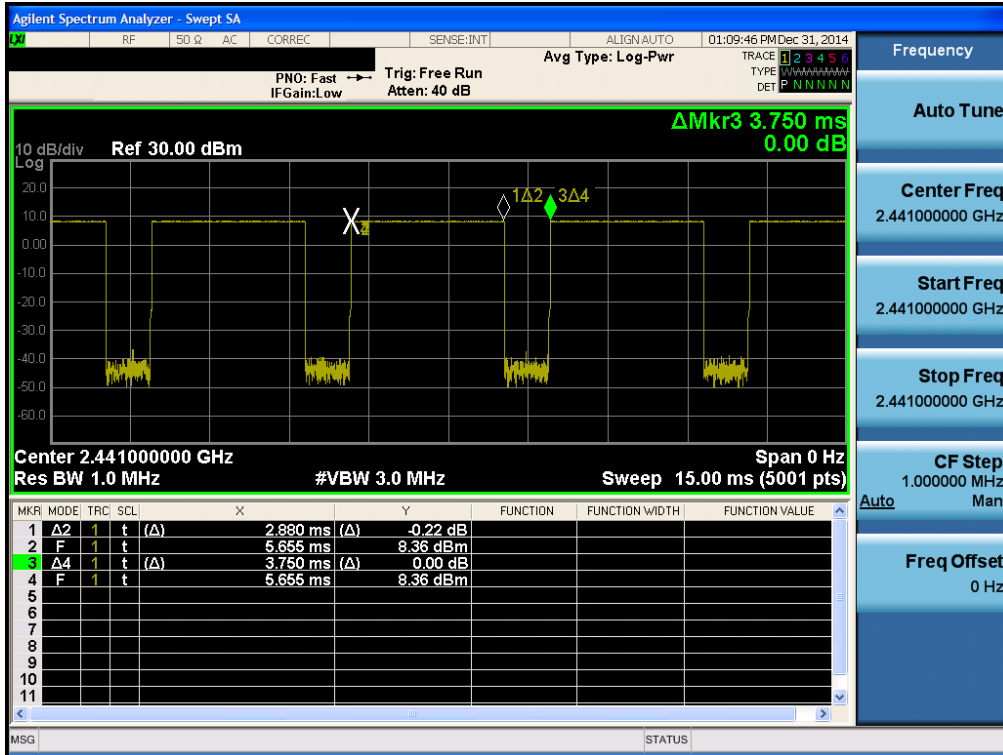 Agilent Spectrum Analyzer - Swept SA
LXI RF 50 Ω AC CORREC SENSE:INT ALIGN AUTO 01:09:46 PM Dec 31, 2014
Frequency
Avg Type: Log-Pwr
TRACE 1 2 3 4 5 6
PNO: Fast Trig: Free Run
TYPE
IFGain:Low Atten: 40 dB
DET P N N N N N
Auto Tune
ΔMkr3 3.750 ms
0.00 dB
10 dB/div Ref 30.00 dBm
Log
20.0
10.0
0.00
-10.0
-20.0
-30.0
-40.0
-50.0
-60.0
1Δ2 3Δ4
X
Center 2.441000000 GHz Span 0 Hz
Res BW 1.0 MHz #VBW 3.0 MHz Sweep 15.00 ms (5001 pts)
Center Freq
2.441000000 GHz
Start Freq
2.441000000 GHz
Stop Freq
2.441000000 GHz
CF Step
1.000000 MHz
Auto Man
Freq Offset
0 Hz
MKR MODE TRC SCL X Y FUNCTION FUNCTION WIDTH FUNCTION VALUE
1 Δ2 1 t (Δ) 2.880 ms (Δ) -0.22 dB
2 F 1 t 5.655 ms 8.36 dBm
3 Δ4 1 t (Δ) 3.750 ms (Δ) 0.00 dB
4 F 1 t 5.655 ms 8.36 dBm
5
6
7
8
9
10
11
MSG STATUS